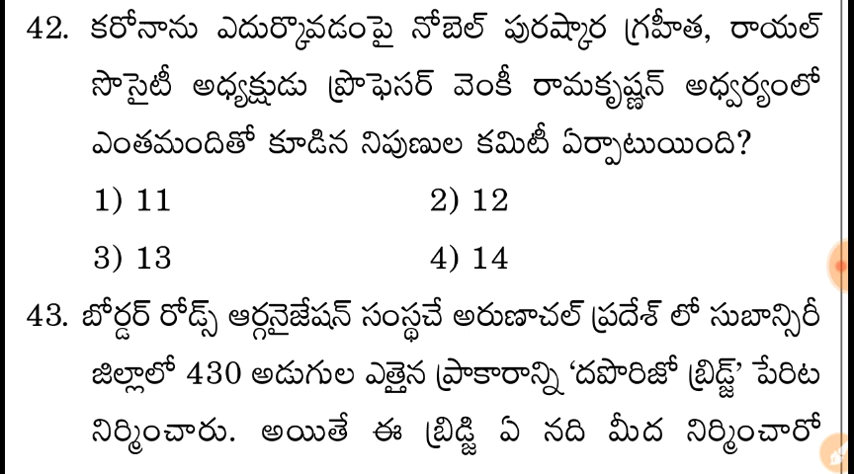 42. కరోనాను ఎదుర్కొవడంపై నోబెల్ పురష్కార గ్రహీత, రాయల్
సొసైటీ అధ్యక్షుడు ప్రొఫెసర్ వెంకీ రామకృష్ణన్ అధ్వర్యంలో
ఎంతమందితో కూడిన నిపుణుల కమిటీ ఏర్పాటుయింది?
1) 11 2) 12
3) 13 4) 14
43. బోర్డర్ రోడ్స్ ఆర్గనైజేషన్ సంస్థచే అరుణాచల్ ప్రదేశ్ లో సుబాన్సిరీ
జిల్లాలో 430 అడుగుల ఎత్తైన ప్రాకారాన్ని ‘దపొరిజో బ్రిడ్జ్’ పేరిట
నిర్మించారు. అయితే ఈ బ్రిడ్జి ఏ నది మీద నిర్మించారో